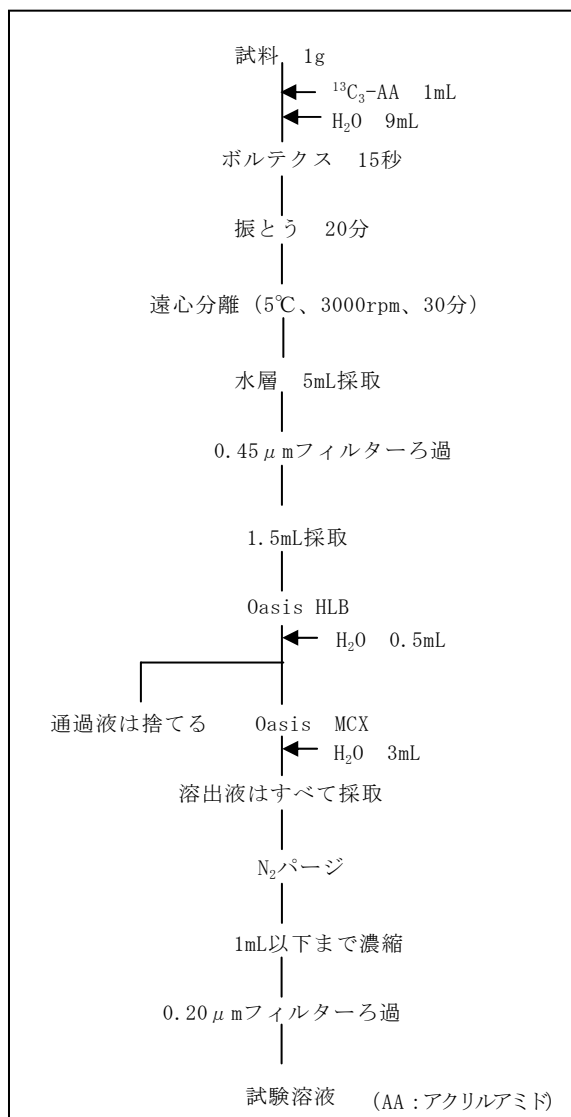 試料　1g
¹³C₃-AA　1mL
H₂O　9mL
ボルテクス　15秒
振とう　20分
遠心分離（5℃、3000rpm、30分）
水層　5mL採取
0.45μmフィルターろ過
1.5mL採取
Oasis HLB
H₂O　0.5mL
通過液は捨てる　Oasis　MCX
H₂O　3mL
溶出液はすべて採取
N₂パージ
1mL以下まで濃縮
0.20μmフィルターろ過
試験溶液　(AA：アクリルアミド)